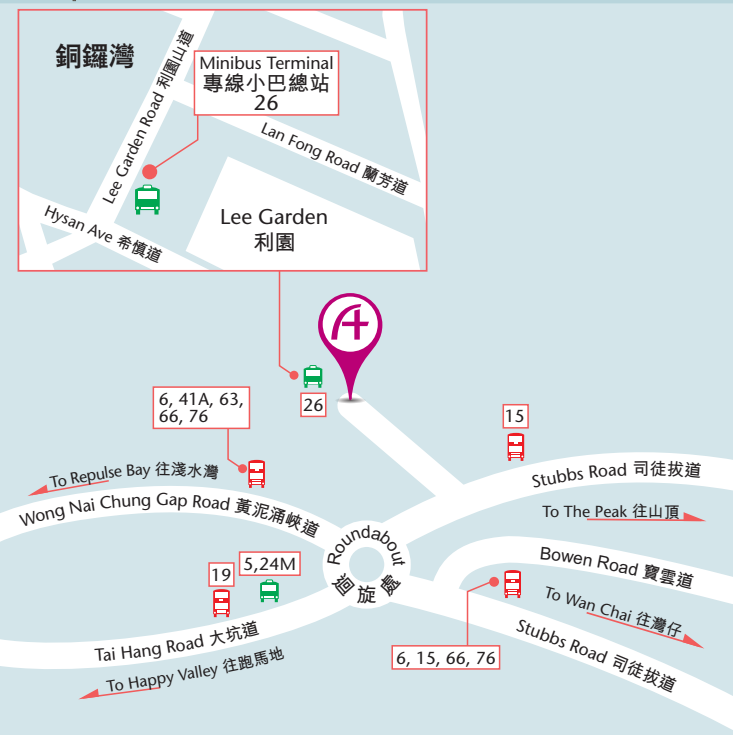 銅鑼灣
Lee Garden Road 利園山道
Minibus Terminal
專線小巴總站
26
Lan Fong Road 蘭芳道
Hysan Ave 希慎道
Lee Garden
利園
26
6, 41A, 63,
66, 76
15
To Repulse Bay 往淺水灣
Wong Nai Chung Gap Road 黃泥涌峽道
Stubbs Road 司徒拔道
To The Peak 往山頂
Roundabout
迴旋處
Bowen Road 寶雲道
19
5,24M
To Wan Chai 往灣仔
Tai Hang Road 大坑道
6, 15, 66, 76
Stubbs Road 司徒拔道
To Happy Valley 往跑馬地